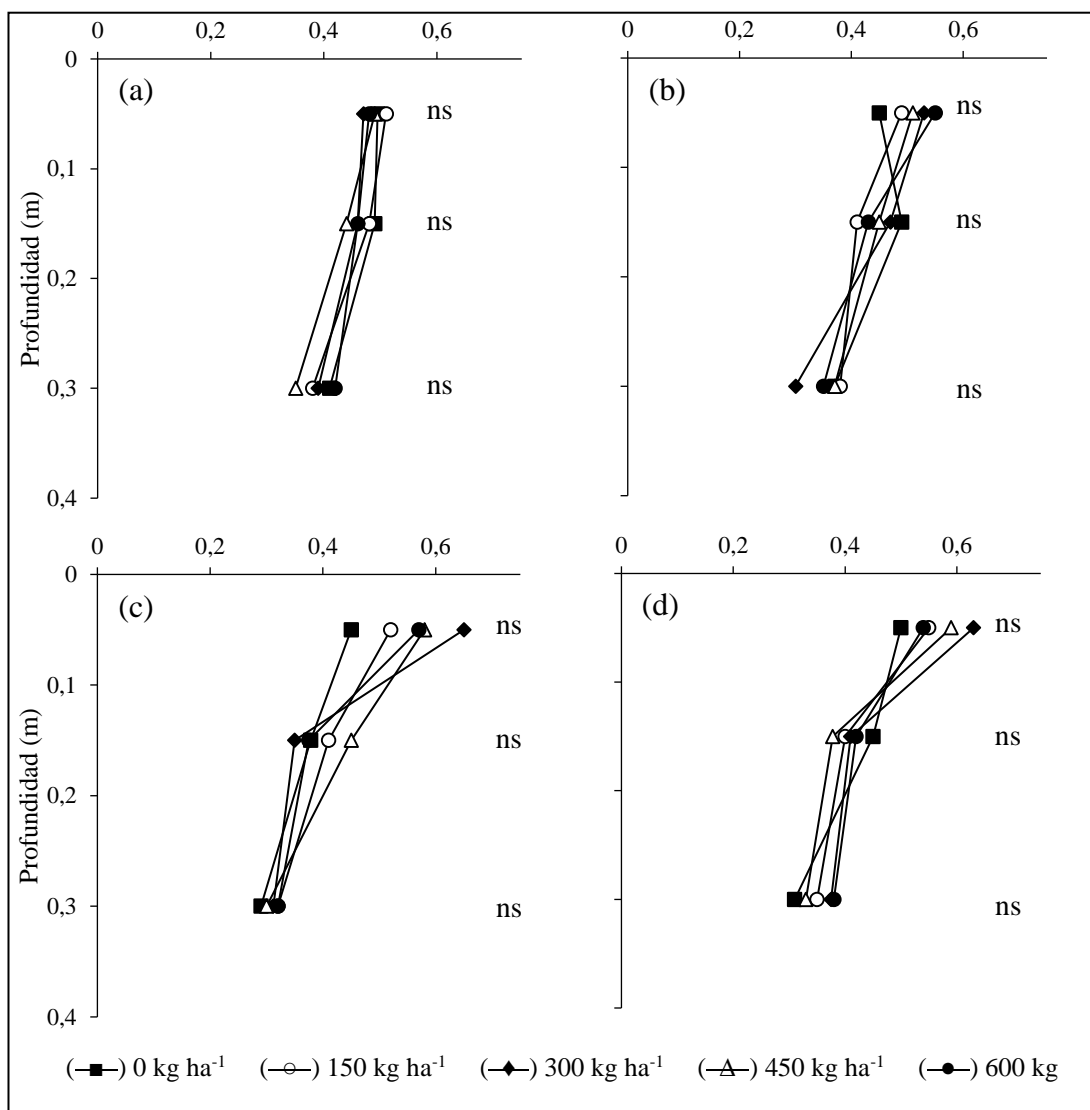 0 0,2 0,4 0,6
0 0,2 0,4 0,6
0
0,1
0,2
0,3
0,4
Profundidad (m)
(a)
ns
ns
ns
(b)
ns
ns
ns
0 0,2 0,4 0,6
0 0,2 0,4 0,6
0
0,1
0,2
0,3
0,4
Profundidad (m)
(c)
ns
ns
ns
(d)
ns
ns
ns
( ) 0 kg ha⁻¹ ( ) 150 kg ha⁻¹ ( ) 300 kg ha⁻¹ ( ) 450 kg ha⁻¹ ( ) 600 kg